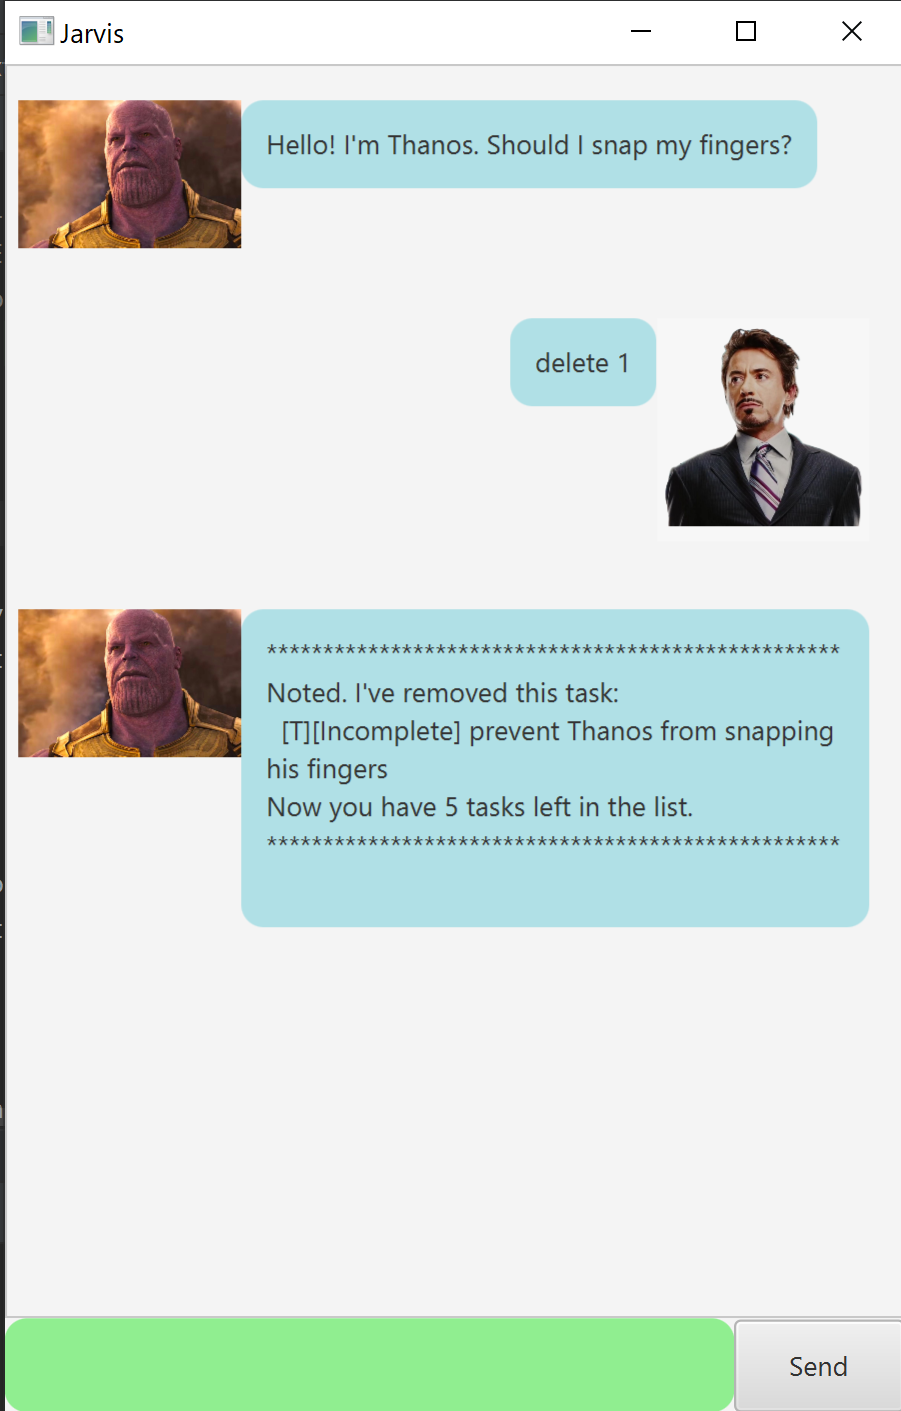 Jarvis
Hello! I'm Thanos. Should I snap my fingers?
delete 1
***************************************************
Noted. I've removed this task:
[T][Incomplete] prevent Thanos from snapping
his fingers
Now you have 5 tasks left in the list.
***************************************************
Send